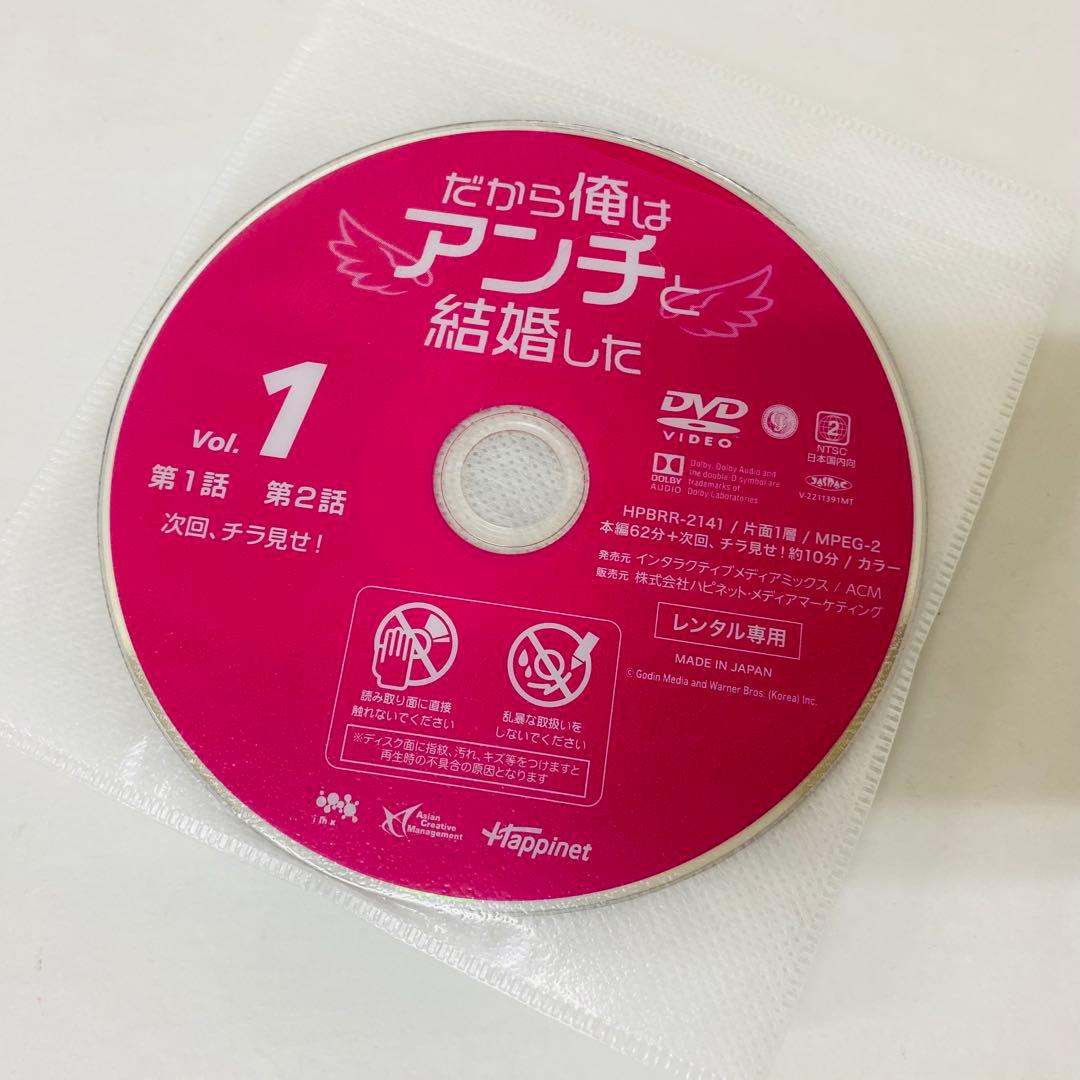 だから俺は
アンチと
結婚した
Vol. 1
第1話 第2話
次回、チラ見せ!
DVD
VIDEO
2
NTSC
日本国内向
DOLBY
AUDIO
Dolby, Dolby Audio and
the double-D symbol are
trademarks of
Dolby Laboratories
JASRAC
V-2211391MT
HPBRR-2141 / 片面1層 / MPEG-2
本編62分+次回、チラ見せ!約10分 / カラー
発売元 インタラクティブメディアミックス / ACM
販売元 株式会社ハピネット・メディアマーケティング
レンタル専用
MADE IN JAPAN
© Godin Media and Warner Bros. (Korea) Inc.
読み取り面に直接
触れないでください
乱暴な取扱いを
しないでください
※ディスク面に指紋、汚れ、キズ等をつけますと
再生時の不具合の原因となります
imx
Asian
Creative
Management
Happinet